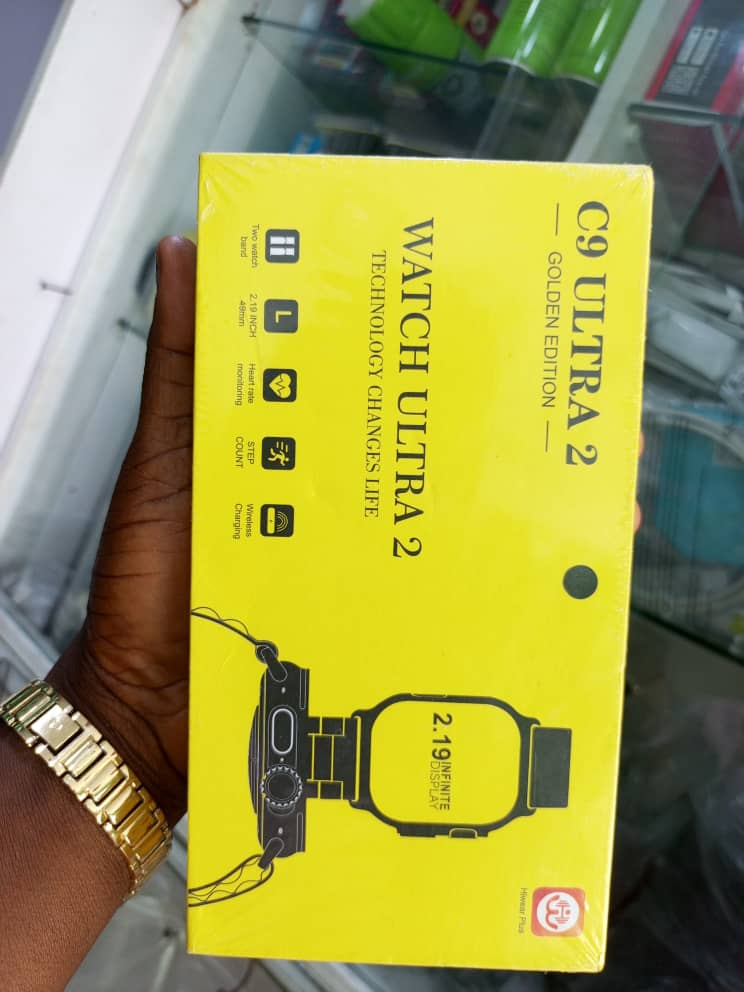 C9 ULTRA 2
GOLDEN EDITION
WATCH ULTRA 2
TECHNOLOGY CHANGES LIFE
Two watch
band
L
2.19 INCH
49mm
Heart rate
monitoring
STEP
COUNT
Wireless
Charging
2.19 INFINITE
DISPLAY
Hiwear Plus